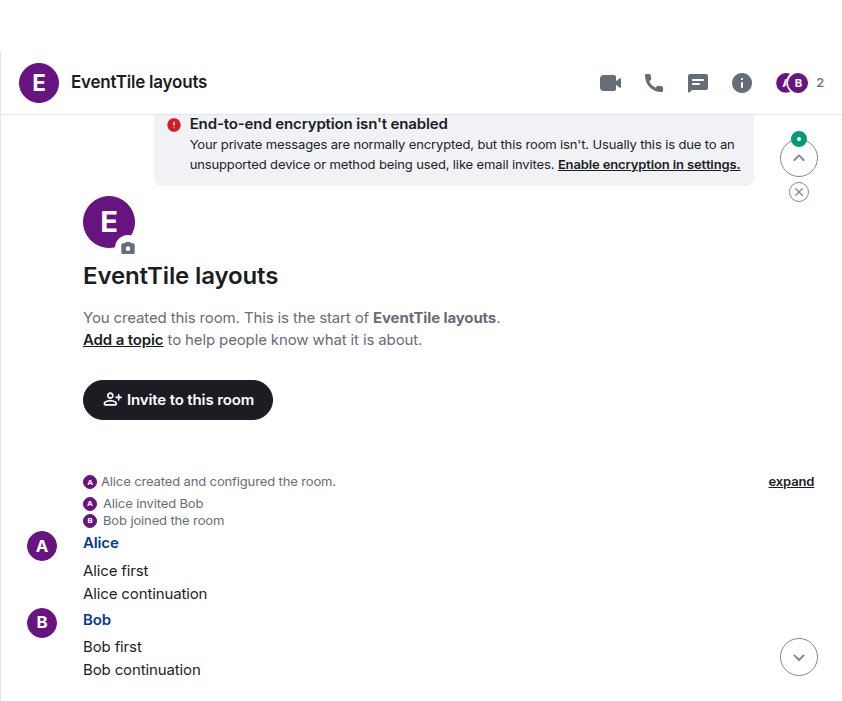 E EventTile layouts A B 2
End-to-end encryption isn't enabled
Your private messages are normally encrypted, but this room isn't. Usually this is due to an
unsupported device or method being used, like email invites. Enable encryption in settings.
E
EventTile layouts
You created this room. This is the start of EventTile layouts.
Add a topic to help people know what it is about.
Invite to this room
A Alice created and configured the room. expand
A Alice invited Bob
B Bob joined the room
A Alice
Alice first
Alice continuation
B Bob
Bob first
Bob continuation